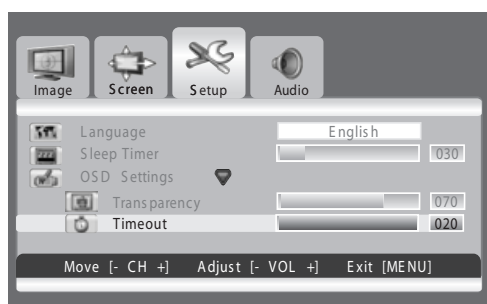 Image Screen Setup Audio
Language English
Sleep Timer 030
OSD Settings
Transparency 070
Timeout 020
Move [- CH +] Adjust [- VOL +] Exit [MENU]